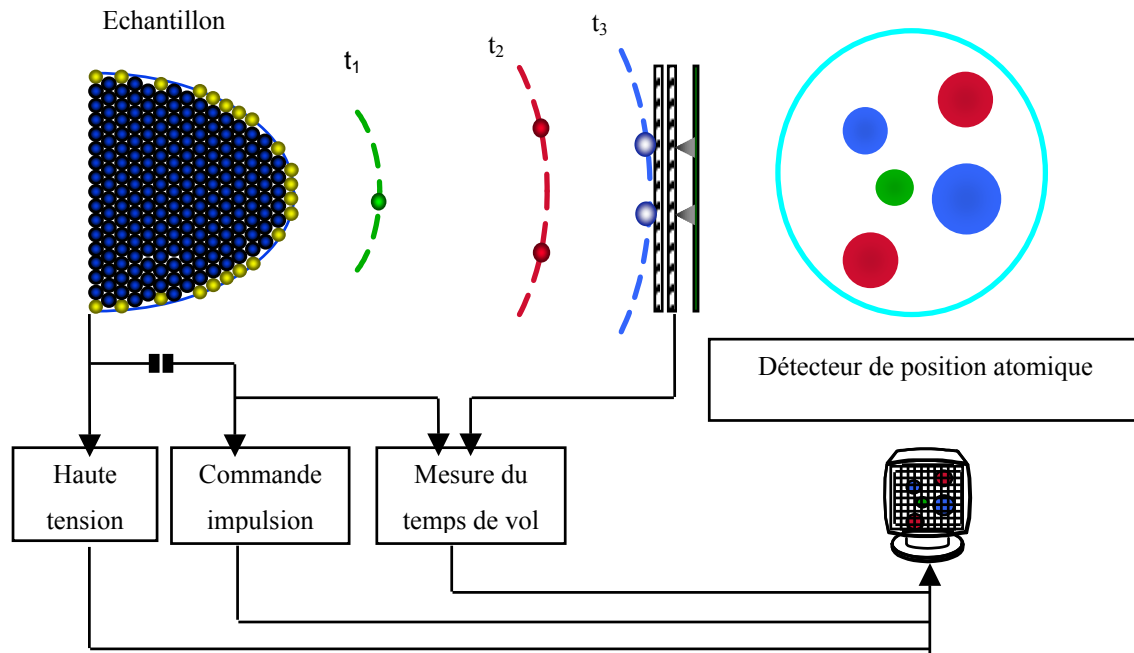 Echantillon
t₁
t₂
t₃
Détecteur de position atomique
Haute
tension
Commande
impulsion
Mesure du
temps de vol